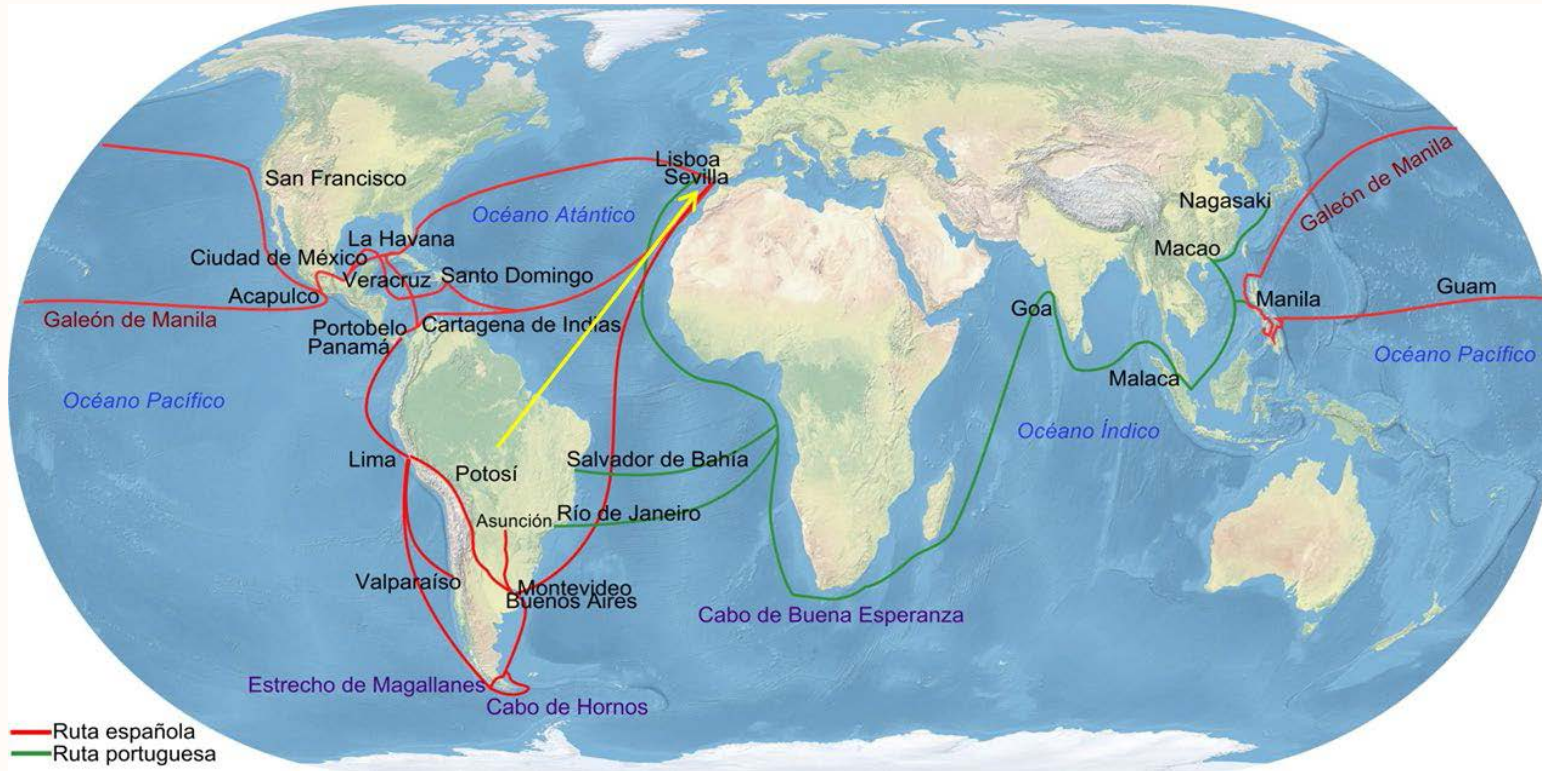 Lisboa
Sevilla
San Francisco
Océano Atántico
Nagasaki
Galeón de Manila
La Havana
Ciudad de México
Macao
Veracruz
Santo Domingo
Acapulco
Guam
Manila
Goa
Galeón de Manila
Portobelo
Cartagena de Indias
Panamá
Océano Pacífico
Malaca
Océano Pacífico
Océano Índico
Lima
Salvador de Bahía
Potosí
Río de Janeiro
Asunción
Valparaíso
Montevideo
Buenos Aires
Cabo de Buena Esperanza
Estrecho de Magallanes
Cabo de Hornos
Ruta española
Ruta portuguesa